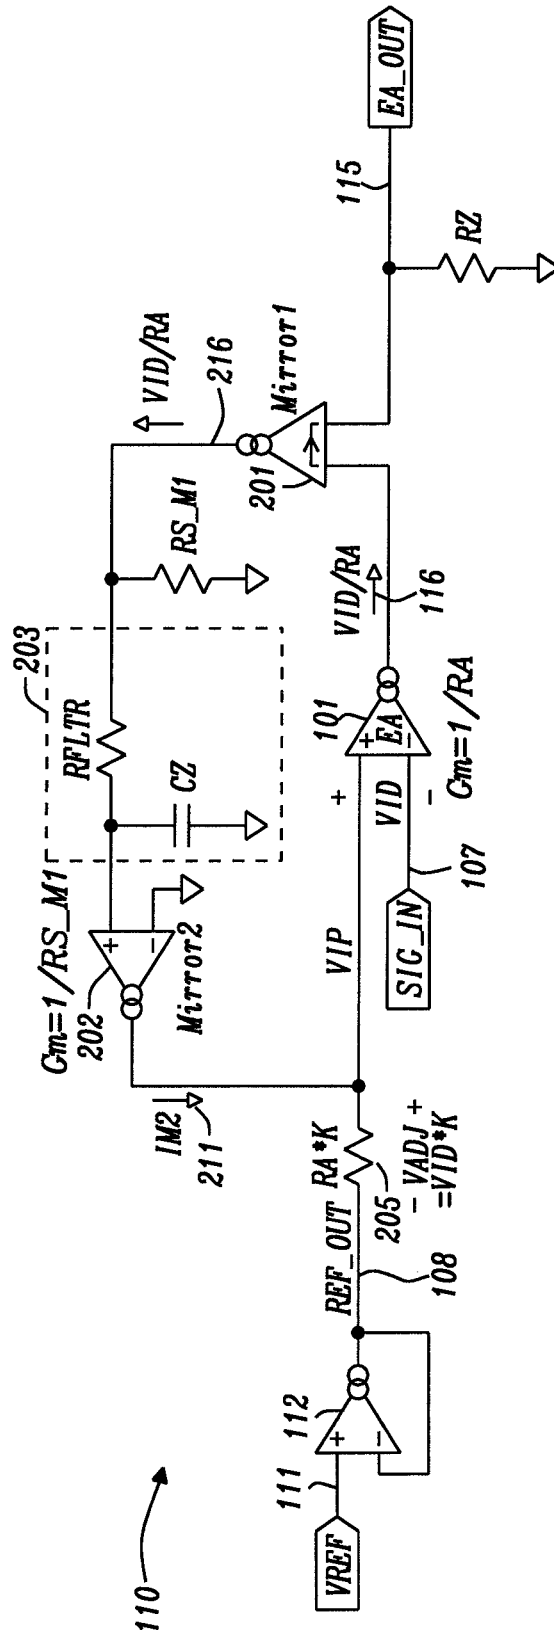 110
VREF
111
112
+
-
REF_OUT
108
RA*K
205
- VADJ +
=VID*K
IM2
211
Gm=1/RS_M1
202
+
-
Mirror2
203
RFLTR
CZ
RS_M1
VID/RA
216
Mirror1
201
VIP
+
VID
-
SIG_IN
107
101
+
EA
-
Gm=1/RA
VID/RA
116
115
RZ
EA_OUT